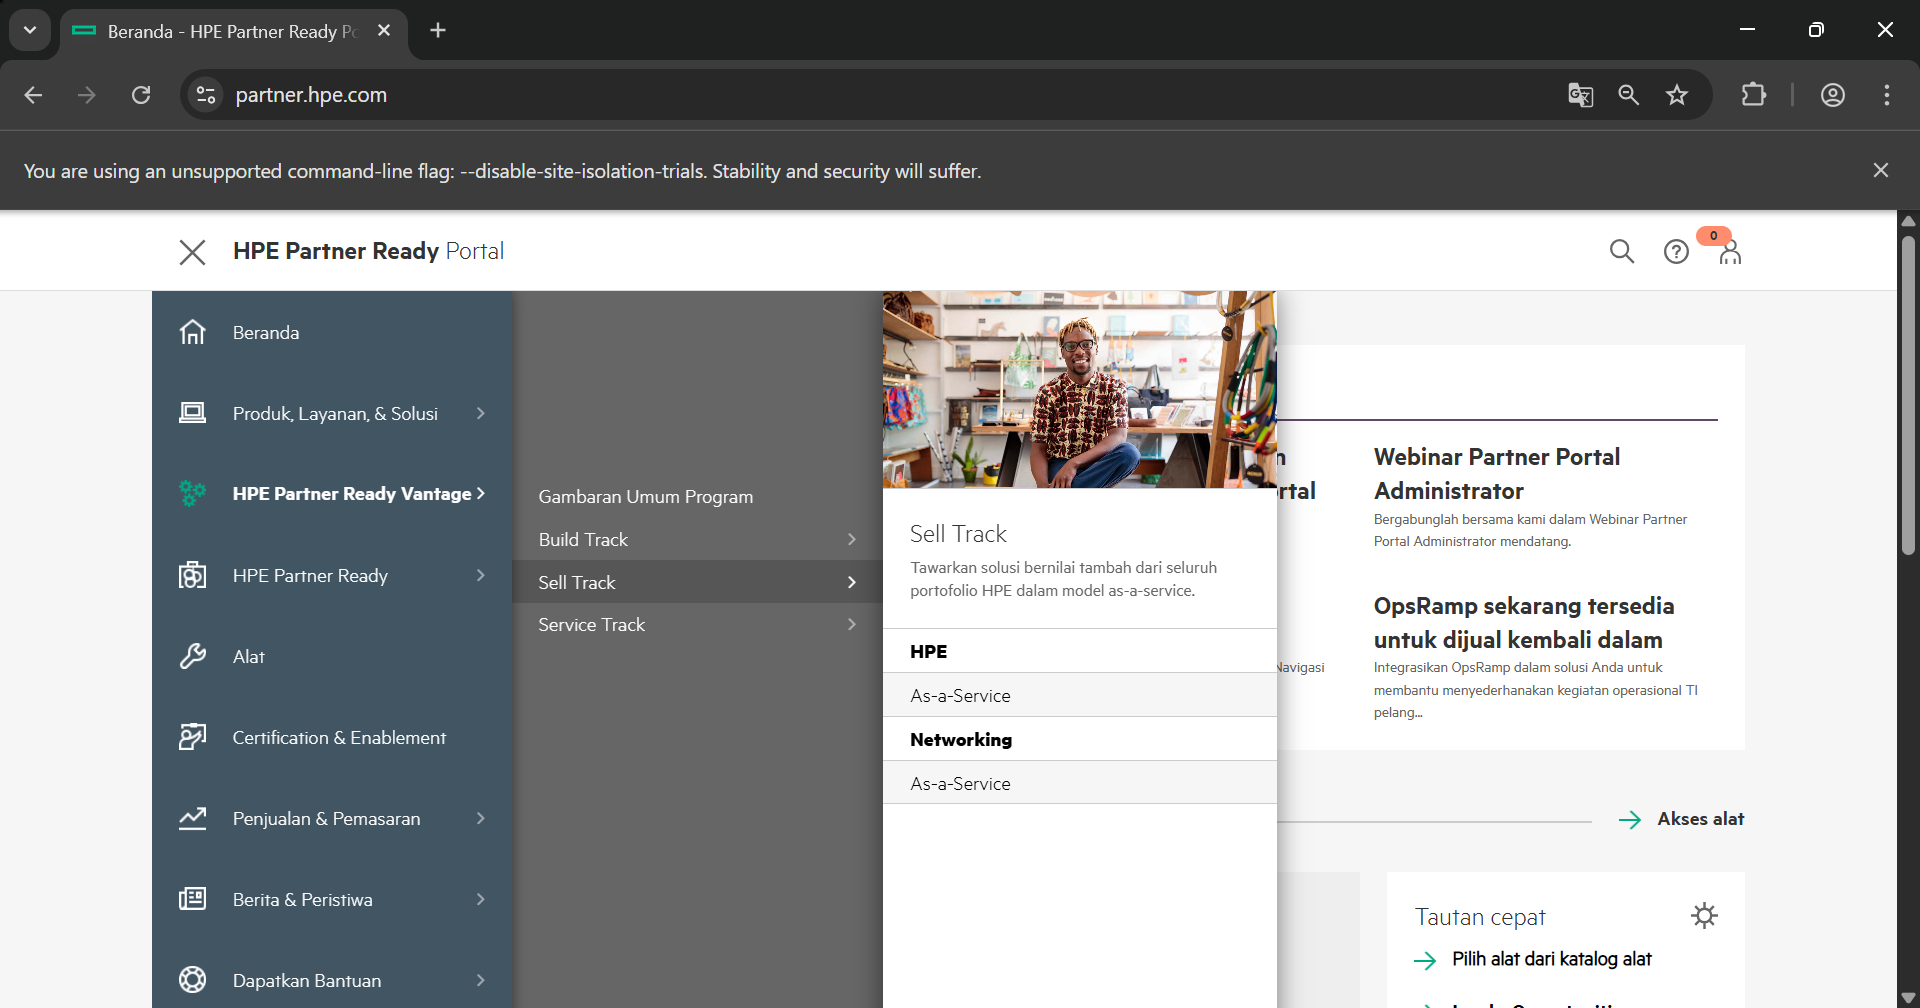 Beranda - HPE Partner Ready Po
partner.hpe.com
You are using an unsupported command-line flag: --disable-site-isolation-trials. Stability and security will suffer.
HPE Partner Ready Portal
0
Beranda
Produk, Layanan, & Solusi
HPE Partner Ready Vantage
HPE Partner Ready
Alat
Certification & Enablement
Penjualan & Pemasaran
Berita & Peristiwa
Dapatkan Bantuan
Gambaran Umum Program
Build Track
Sell Track
Service Track
Sell Track
Tawarkan solusi bernilai tambah dari seluruh
portofolio HPE dalam model as-a-service.
HPE
As-a-Service
Networking
As-a-Service
n
rtal
Navigasi
Webinar Partner Portal
Administrator
Bergabunglah bersama kami dalam Webinar Partner
Portal Administrator mendatang.
OpsRamp sekarang tersedia
untuk dijual kembali dalam
Integrasikan OpsRamp dalam solusi Anda untuk
membantu menyederhanakan kegiatan operasional TI
pelang...
Akses alat
Tautan cepat
Pilih alat dari katalog alat